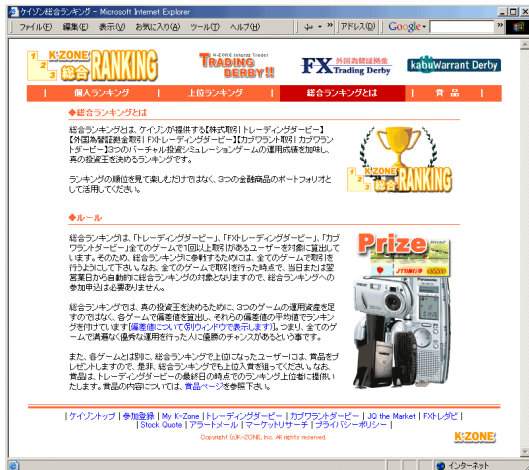 ケイゾン総合ランキング - Microsoft Internet Explorer
ファイル(F) 編集(E) 表示(V) お気に入り(A) ツール(T) ヘルプ(H) » アドレス(D) Google - »
1 2 3 K-ZONE 総合 RANKING
K-ZONE Internet Trader TRADING DERBY!!
FX 外国為替証拠金 Trading Derby
kabuWarrant Derby
| 個人ランキング | 上位ランキング | 総合ランキングとは | 賞 品 |
◆総合ランキングとは
総合ランキングとは、ケイゾンが提供する【株式取引】トレーディングダービー】
【外国為替証拠金取引】FXトレーディングダービー】【カブワラント取引】カブワラン
トダービー】3つのバーチャル投資シミュレーションゲームの運用成績を加味し、
真の投資王を決めるランキングです。
ランキングの順位を見て楽しむだけではなく、3つの金融商品のポートフォリオと
して活用してください。
K-ZONE 1 2 3 総合 RANKING
◆ルール
総合ランキングは、「トレーディングダービー」、「FXトレーディングダービー」、「カブ
ワラントダービー」全てのゲームで1回以上取引があるユーザーを対象に算出して
います。そのため、総合ランキングに参戦するためには、全てのゲームで取引を
行うようにして下さい。なお、全てのゲームで取引を行った時点で、当日または翌
営業日から自動的に総合ランキングの対象となりますので、総合ランキングへの
参加申込は必要ありません。
Prize
総合ランキングでは、真の投資王を決めるために、3つのゲームの運用資産を足
すのではなく、各ゲームで偏差値を算出し、それらの偏差値の平均値でランキン
グを付けています[偏差値について(別ウィンドウで表示します)]。つまり、全てのゲー
ムで満遍なく優秀な運用を行った人に優勝のチャンスがあるという事です。
また、各ゲームとは別に、総合ランキングで上位になったユーザーには、賞品をプ
レゼントしますので、是非、総合ランキングでも上位入賞を狙ってください。なお、
賞品は、トレーディングダービーの最終日の時点でのランキング上位者に提供い
たします。賞品の内容については、賞品ページを参照下さい。
| ケイゾントップ | 参加登録 | My K-Zone | トレーディングダービー | カブワラントダービー | JQ the Market | FXトレダビ |
| Stock Quote | アラートメール | マーケットリサーチ | プライバシーポリシー |
Copyright (c)K-ZONE, Inc. All rights reserved.
K-ZONE
インターネット